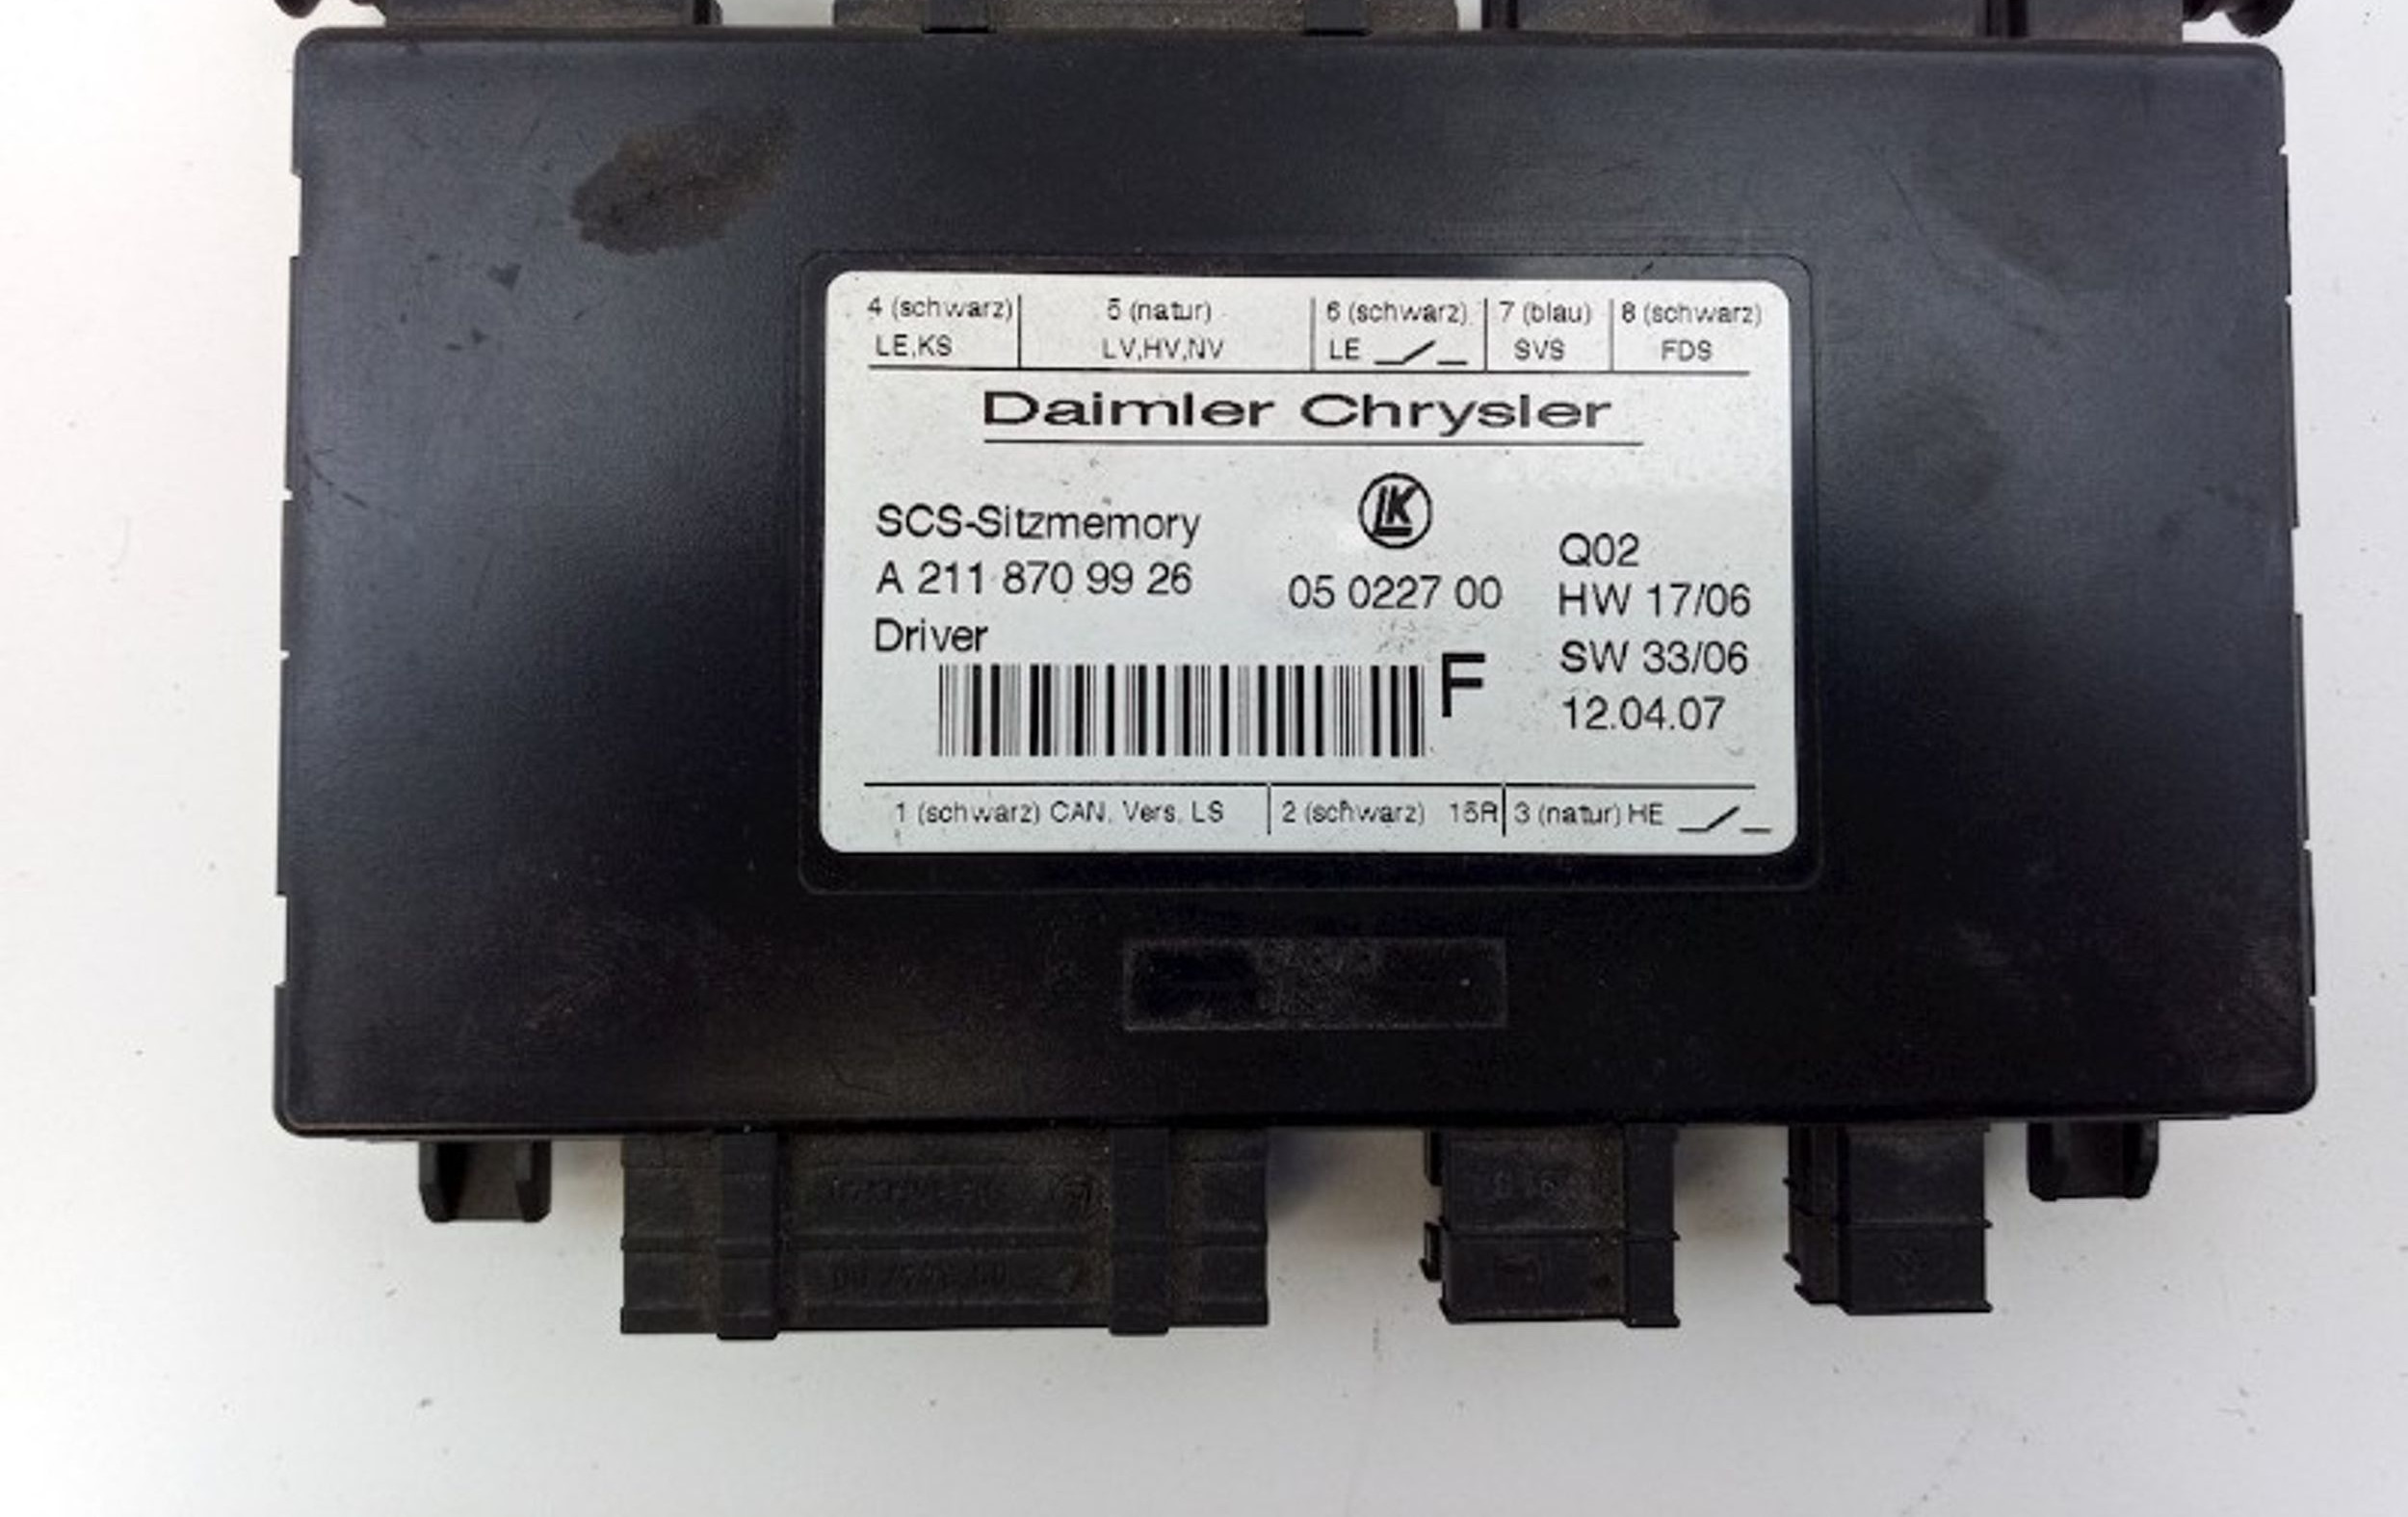 4 (schwarz) 5 (natur) 6 (schwarz) 7 (blau) 8 (schwarz)
LE,KS LV,HV,NV LE SVS FDS
Daimler Chrysler
LK
SCS-Sitzmemory
A 211 870 99 26
Driver
05 0227 00
F
Q02
HW 17/06
SW 33/06
12.04.07
1 (schwarz) CAN, Vers, LS 2 (schwarz) 15R 3 (natur) HE